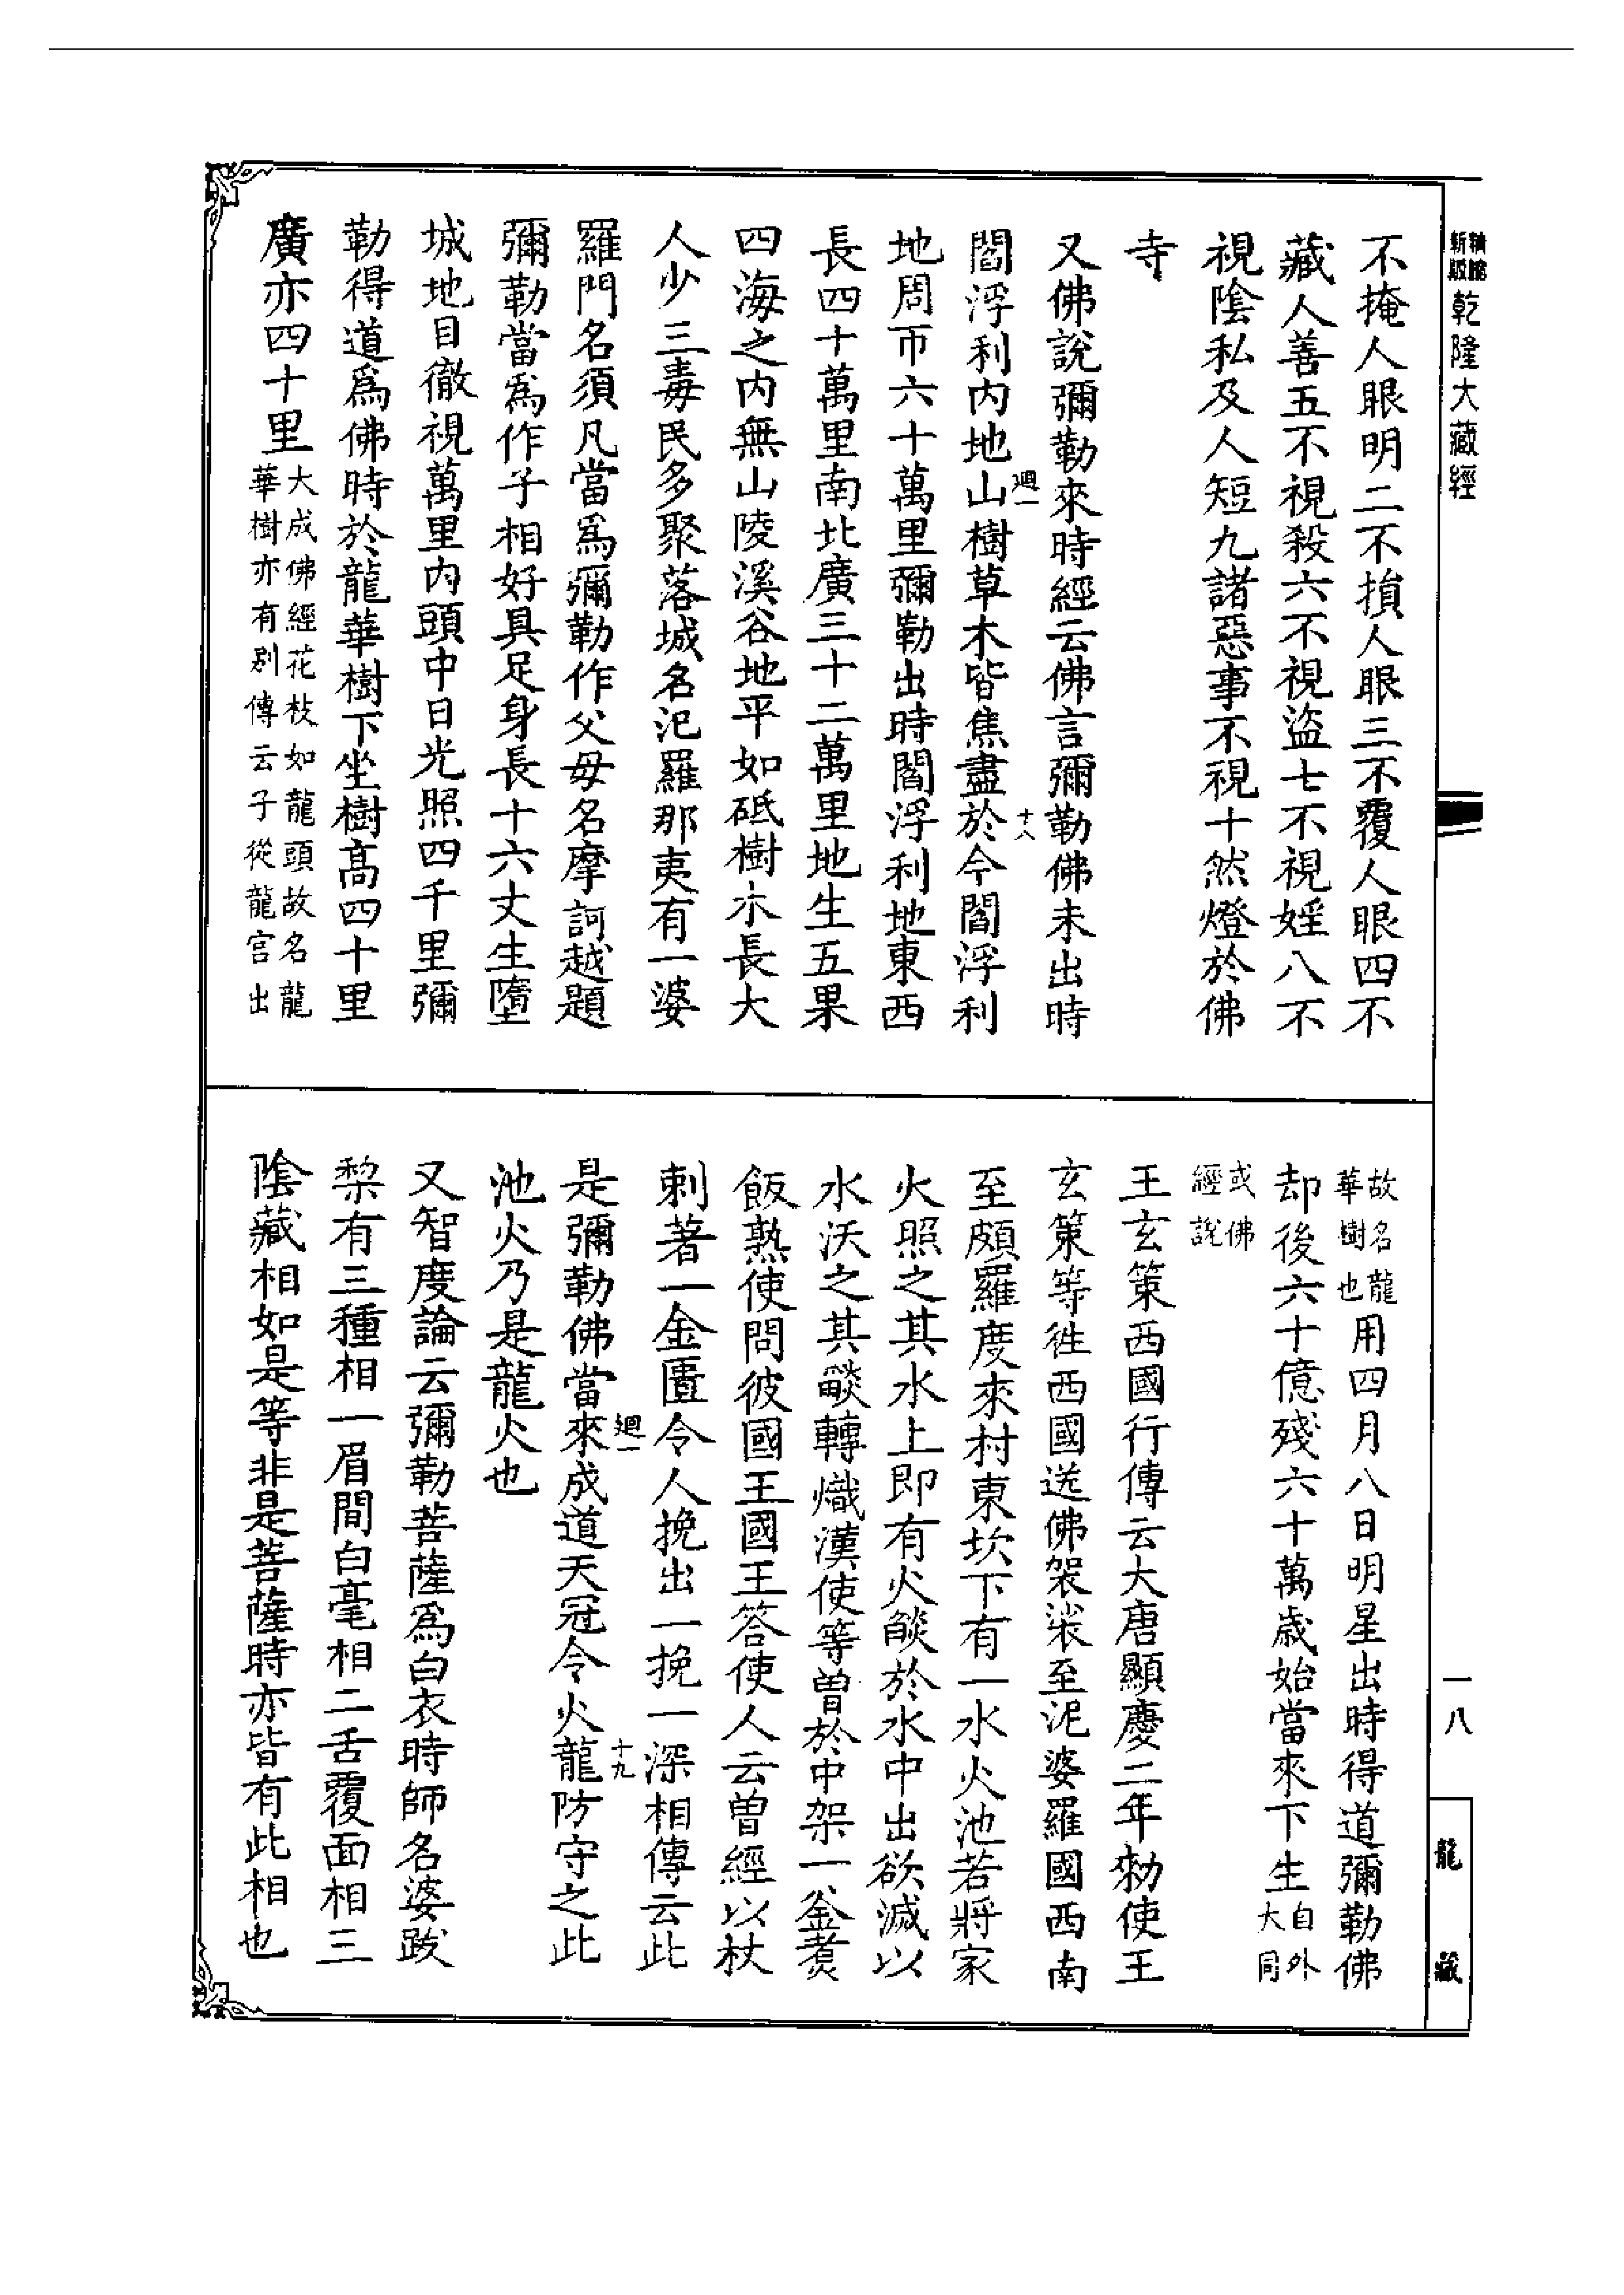 新版
乾隆大藏經
不掩人眼明二不損人眼三不覆人眼四不
藏人善五不視殺六不視盜七不視婬八不
視陰私及人短九諸惡事不視十然燈於佛
寺
又佛說彌勒來時經云佛言彌勒佛未出時
迴一
十八
閻浮利內地山樹草木皆焦盡於今閻浮利
地周帀六十萬里彌勒出時閻浮利地東西
長四十萬里南北廣三十二萬里地生五果
四海之內無山陵溪谷地平如砥樹木長大
人少三毒民多聚落城名汜羅那夷有一婆
羅門名須凡當爲彌勒作父母名摩訶越題
彌勒當爲作子相好具足身長十六丈生墮
城地目徹視萬里內頭中日光照四千里彌
勒得道爲佛時於龍華樹下坐樹高四十里
廣亦四十里
大成佛經花枝如龍頭故名龍
華樹亦有別傳云子從龍宮出
故名龍
華樹也
用四月八日明星出時得道彌勒佛
却後六十億殘六十萬歲始當來下生
自外
大同
或佛
經說
王玄策西國行傳云大唐顯慶二年勑使王
玄策等徃西國送佛袈裟至泥婆羅國西南
至頗羅度來村東坎下有一水火池若將家
火照之其水上即有火燄於水中出欲滅以
水沃之其燄轉熾漢使等曾於中架一釜煑
飯熟使問彼國王國王答使人云曾經以杖
刺著一金匱令人挽出一挽一深相傳云此
迴一
十九
是彌勒佛當來成道天冠令火龍防守之此
池火乃是龍火也
又智度論云彌勒菩薩爲白衣時師名婆跋
犂有三種相一眉間白毫相二舌覆面相三
陰藏相如是等非是菩薩時亦皆有此相也
一八
龍藏